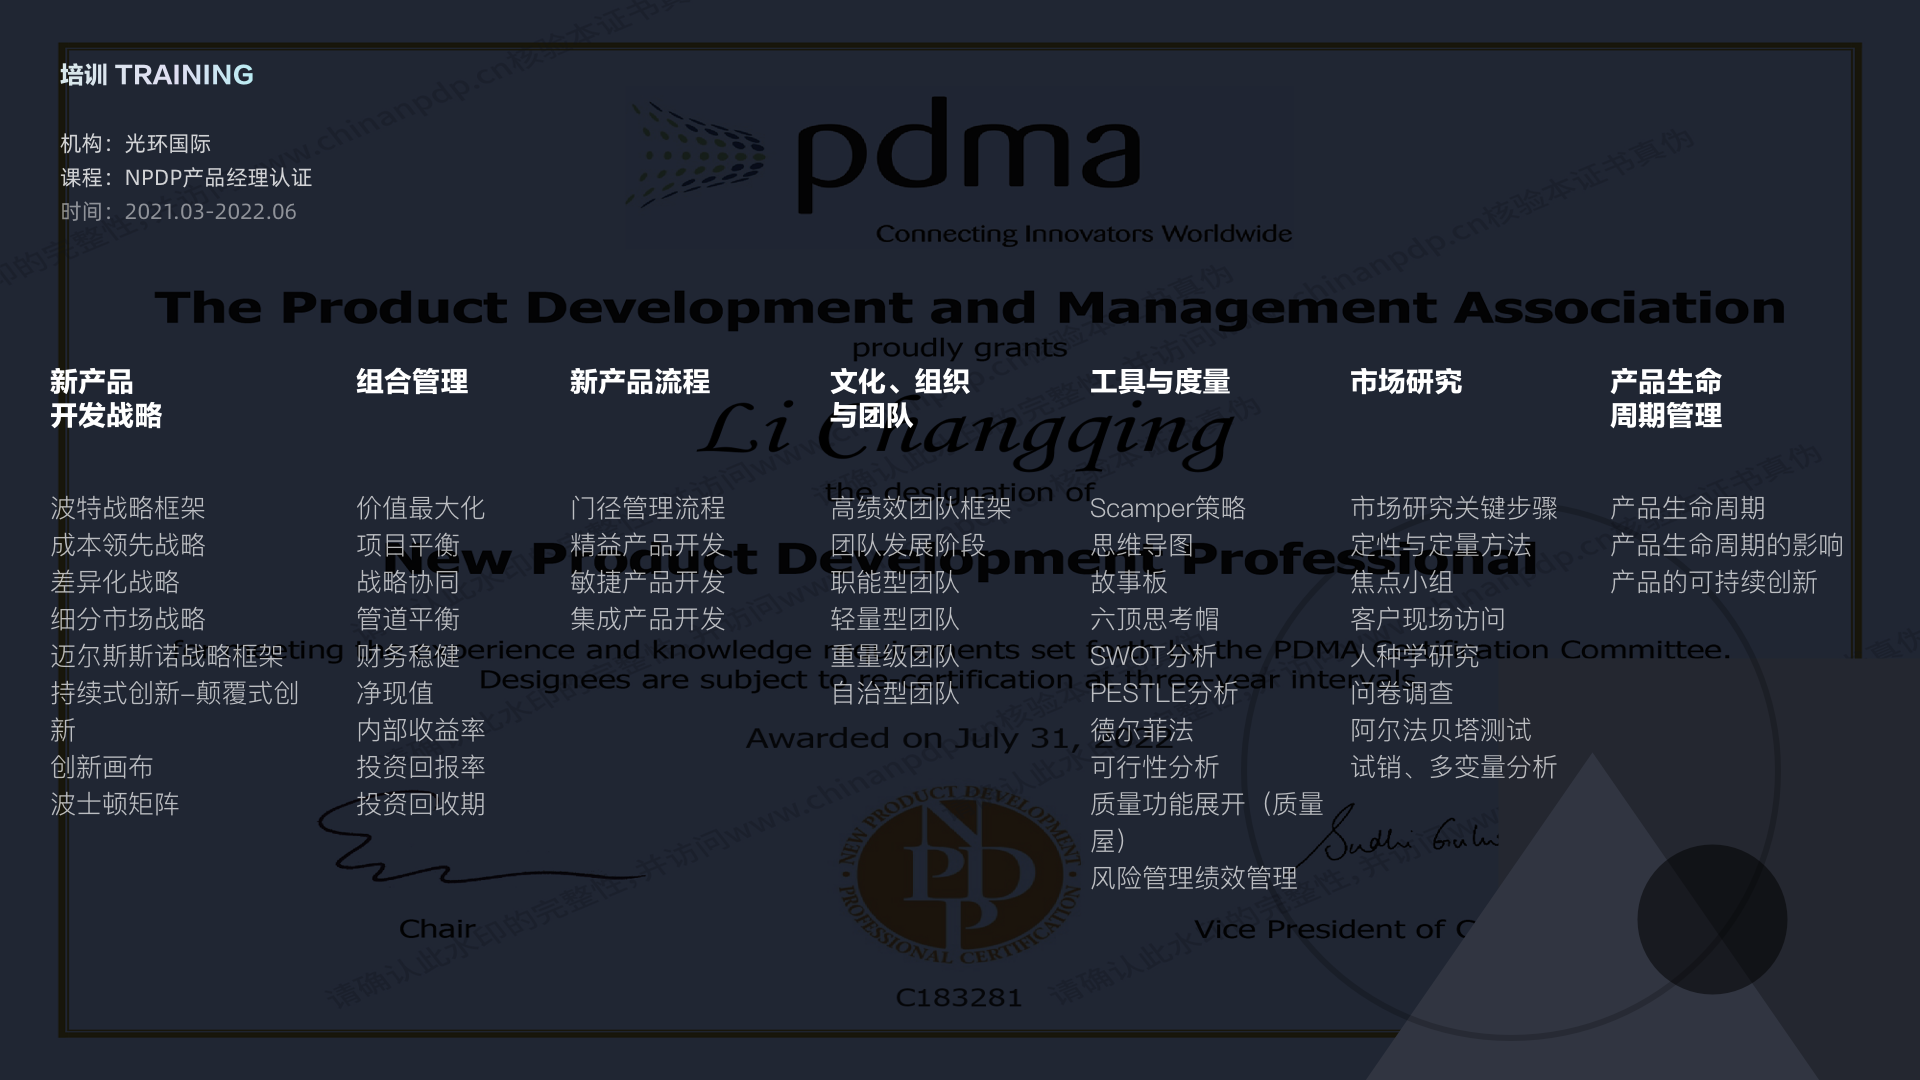 培训 TRAINING
机构：光环国际
课程：NPDP产品经理认证
时间：2021.03-2022.06
pdma
Connecting Innovators Worldwide
The Product Development and Management Association
proudly grants
Li Changqing
the designation of
New Product Development Professional
for meeting the experience and knowledge requirements set forth by the PDMA Certification Committee.
Designees are subject to re-certification at three-year intervals
Awarded on July 31, 2022
新产品
开发战略
波特战略框架
成本领先战略
差异化战略
细分市场战略
迈尔斯斯诺战略框架
持续式创新–颠覆式创
新
创新画布
波士顿矩阵
组合管理
价值最大化
项目平衡
战略协同
管道平衡
财务稳健
净现值
内部收益率
投资回报率
投资回收期
新产品流程
门径管理流程
精益产品开发
敏捷产品开发
集成产品开发
文化、组织
与团队
高绩效团队框架
团队发展阶段
职能型团队
轻量型团队
重量级团队
自治型团队
工具与度量
Scamper策略
思维导图
故事板
六顶思考帽
SWOT分析
PESTLE分析
德尔菲法
可行性分析
质量功能展开（质量
屋）
风险管理绩效管理
市场研究
市场研究关键步骤
定性与定量方法
焦点小组
客户现场访问
人种学研究
问卷调查
阿尔法贝塔测试
试销、多变量分析
产品生命
周期管理
产品生命周期
产品生命周期的影响
产品的可持续创新
Chair
NEW PRODUCT DEVELOPMENT
NPDP
PROFESSIONAL CERTIFICATION
C183281
Vice President of